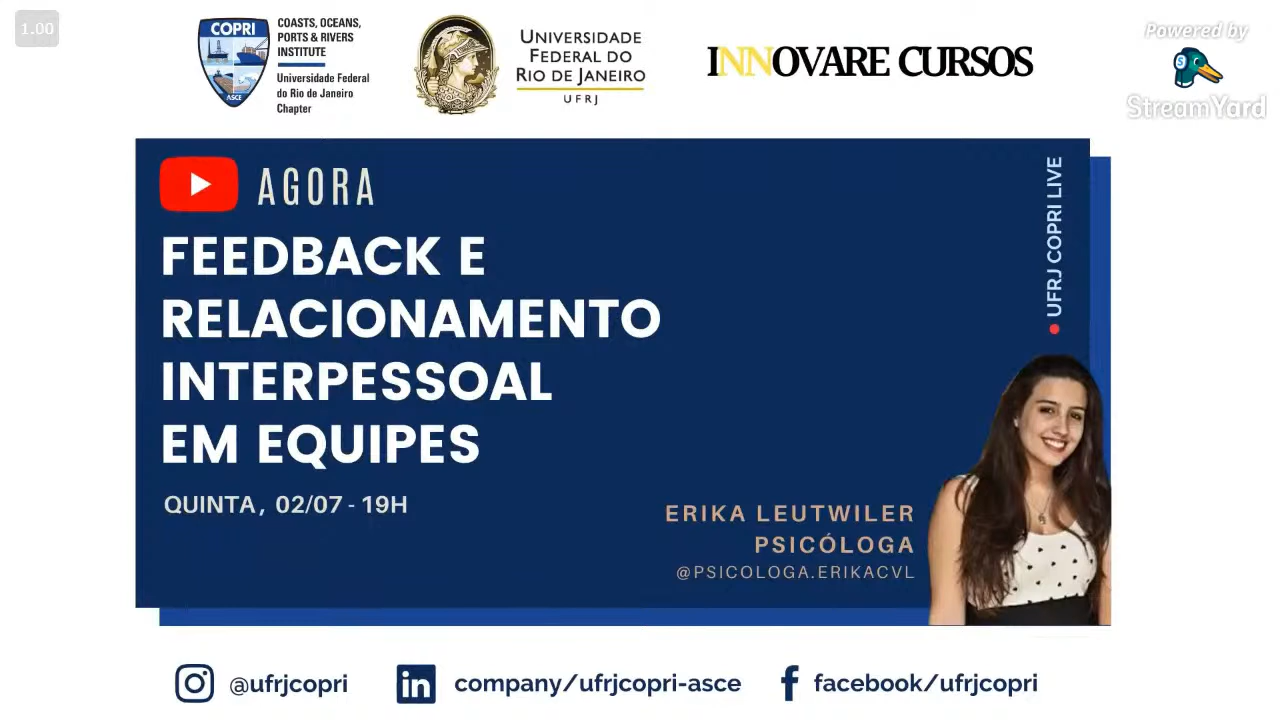 1.00
COPRI
ASCE
COASTS, OCEANS,
PORTS & RIVERS
INSTITUTE
Universidade Federal
do Rio de Janeiro
Chapter
UNIVERSIDADE
FEDERAL DO
RIO DE JANEIRO
UFRJ
INNOVARE CURSOS
Powered by
S
StreamYard
AGORA
FEEDBACK E
RELACIONAMENTO
INTERPESSOAL
EM EQUIPES
QUINTA, 02/07 - 19H
UFRJ COPRI LIVE
ERIKA LEUTWILER
PSICÓLOGA
@PSICOLOGA.ERIKACVL
@ufrjcopri
in
company/ufrjcopri-asce
f
facebook/ufrjcopri